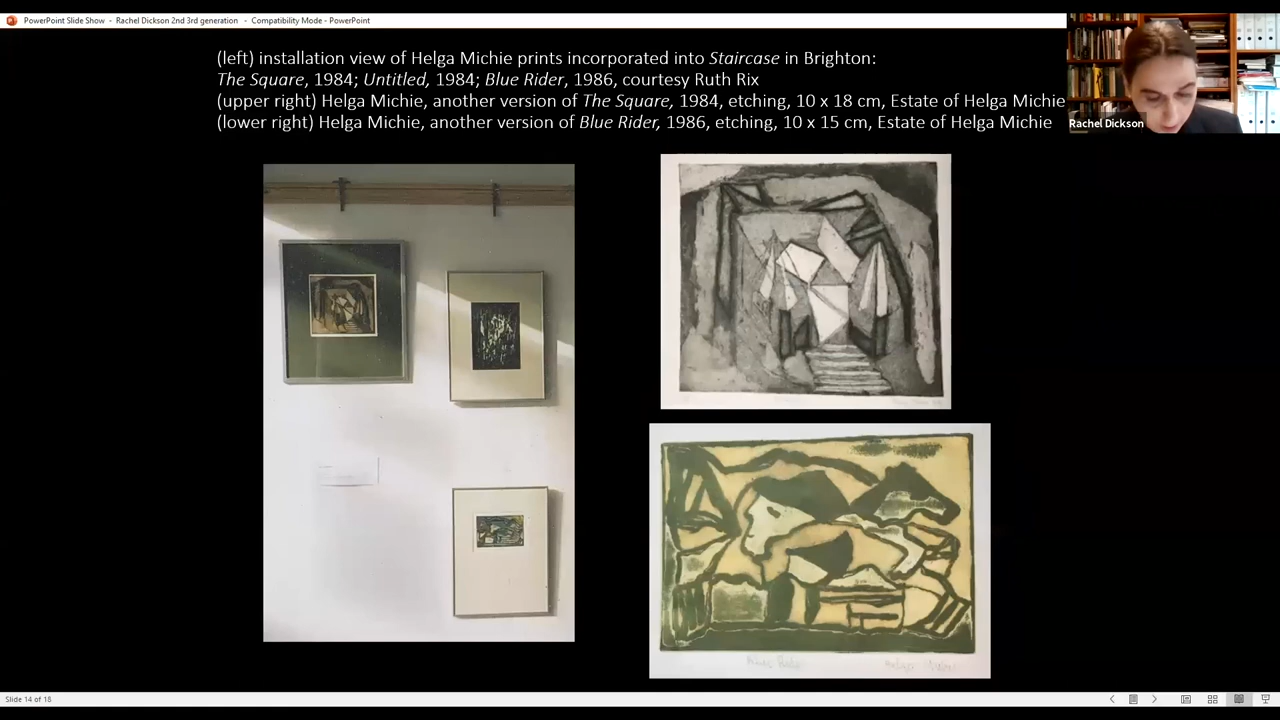 PowerPoint Slide Show - Rachel Dickson 2nd 3rd generation - Compatibility Mode - PowerPoint
(left) installation view of Helga Michie prints incorporated into Staircase in Brighton:
The Square, 1984; Untitled, 1984; Blue Rider, 1986, courtesy Ruth Rix
(upper right) Helga Michie, another version of The Square, 1984, etching, 10 x 18 cm, Estate of Helga Michie
(lower right) Helga Michie, another version of Blue Rider, 1986, etching, 10 x 15 cm, Estate of Helga Michie
Rachel Dickson
Slide 14 of 18